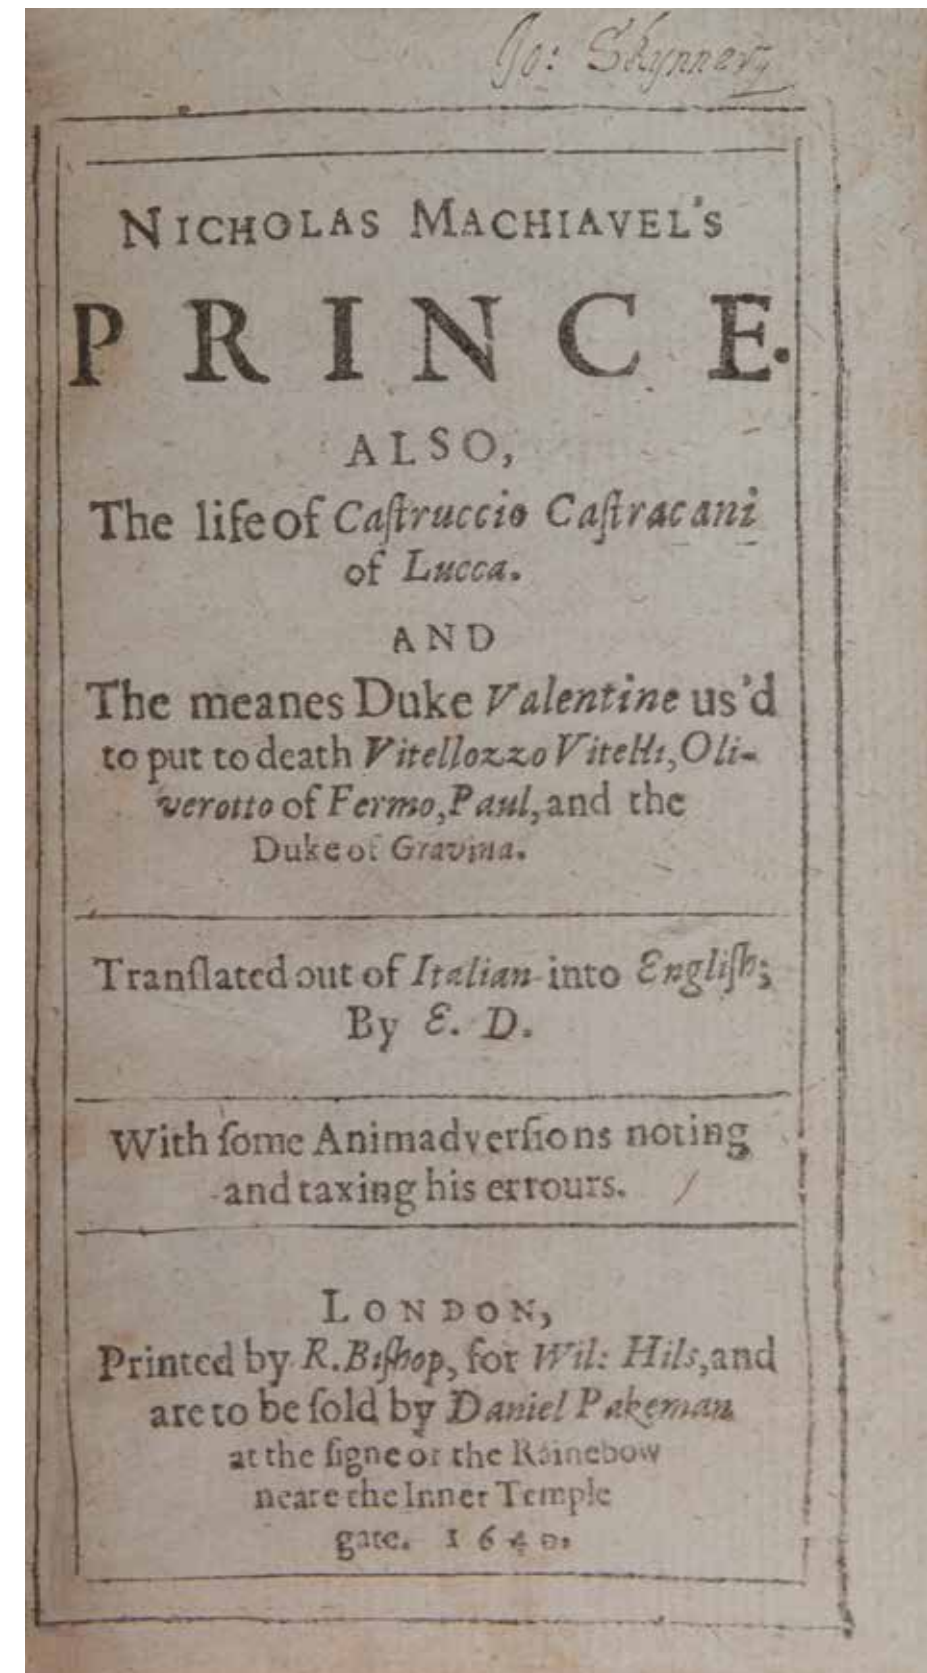 Jo: Skynner
NICHOLAS MACHIAVEL'S
PRINCE.
ALSO,
The life of Caſtruccio Caſtracani
of Lucca.
AND
The meanes Duke Valentine us'd
to put to death Vitellozzo Vitelli, Oli-
verotto of Fermo, Paul, and the
Duke of Gravina.
Tranſlated out of Italian into Engliſh;
By E. D.
With ſome Animadverſions noting
and taxing his errours.
LONDON,
Printed by R. Biſhop, for Wil: Hils, and
are to be ſold by Daniel Pakeman
at the ſigne of the Rainebow
neare the Inner Temple
gate. 1640.